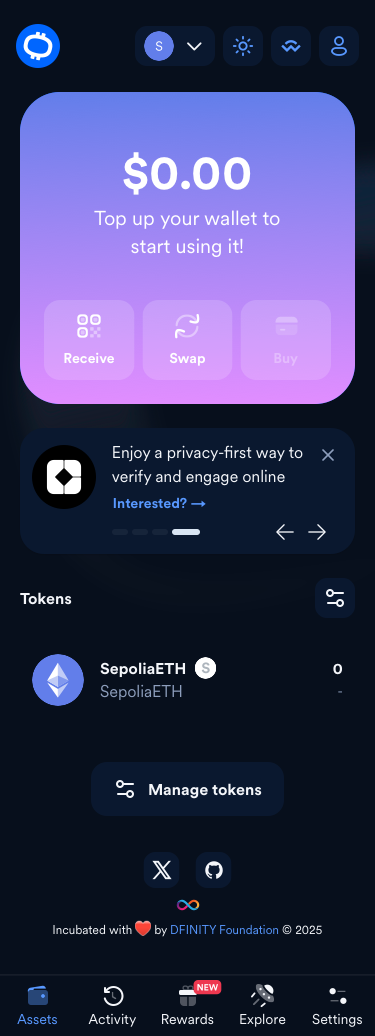 S
$0.00
Top up your wallet to
start using it!
Receive
Swap
Buy
Enjoy a privacy-first way to
verify and engage online
Interested? →
Tokens
SepoliaETH S
0
SepoliaETH
-
Manage tokens
Incubated with ❤️ by DFINITY Foundation © 2025
NEW
Assets
Activity
Rewards
Explore
Settings